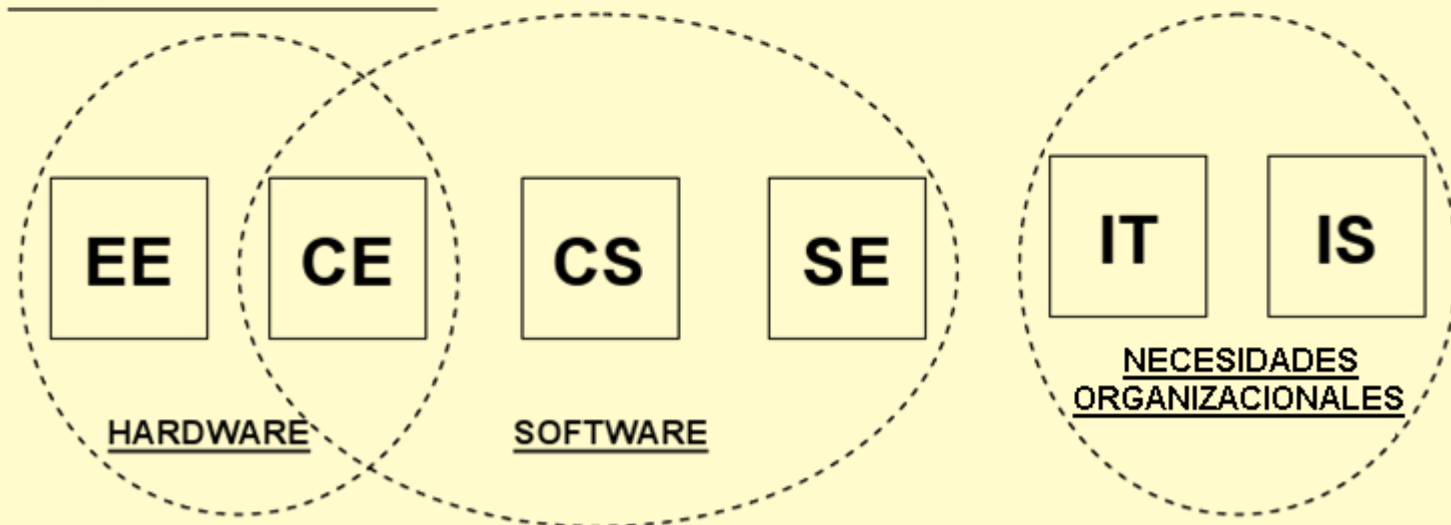 EE
CE
CS
SE
IT
IS
HARDWARE
SOFTWARE
NECESIDADES
ORGANIZACIONALES